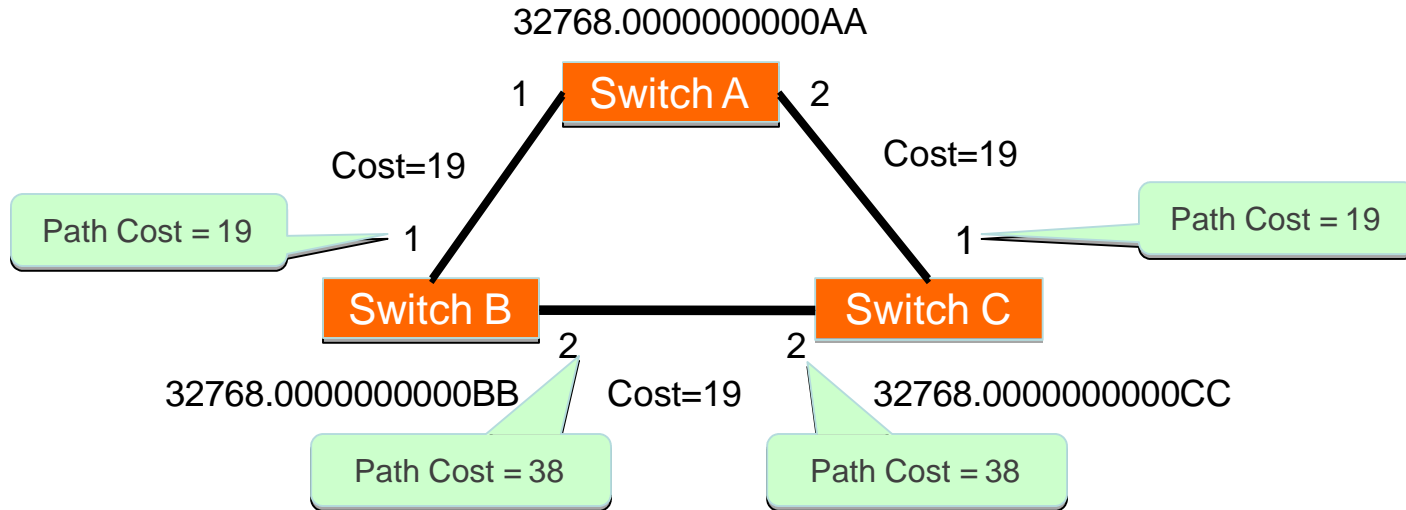 32768.0000000000AA
1
Switch A
2
Cost=19
Cost=19
Path Cost = 19
1
1
Path Cost = 19
Switch B
Switch C
2
2
32768.0000000000BB
Cost=19
32768.0000000000CC
Path Cost = 38
Path Cost = 38